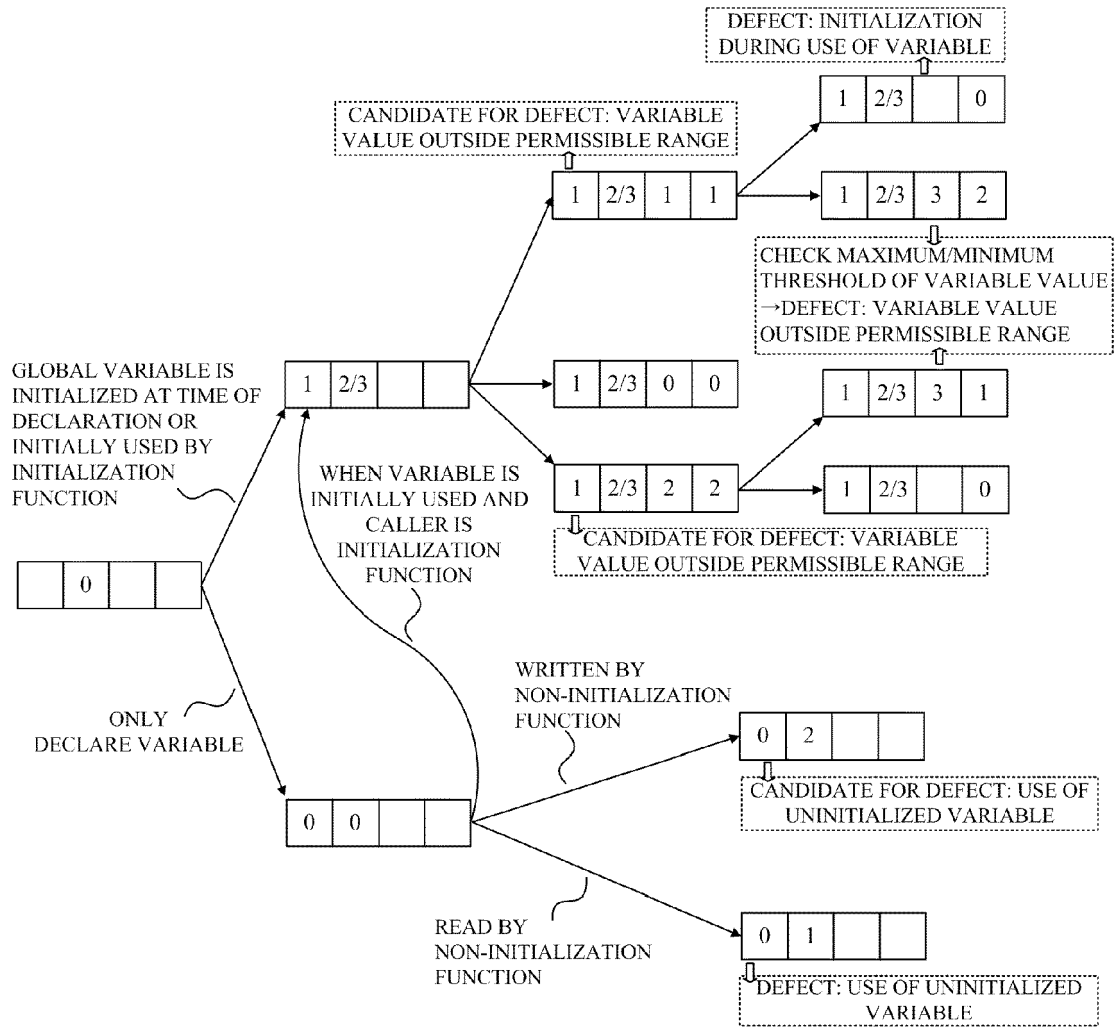 DEFECT: INITIALIZATION
DURING USE OF VARIABLE
1 2/3 0
CANDIDATE FOR DEFECT: VARIABLE
VALUE OUTSIDE PERMISSIBLE RANGE
1 2/3 1 1
1 2/3 3 2
CHECK MAXIMUM/MINIMUM
THRESHOLD OF VARIABLE VALUE
→DEFECT: VARIABLE VALUE
OUTSIDE PERMISSIBLE RANGE
GLOBAL VARIABLE IS
INITIALIZED AT TIME OF
DECLARATION OR
INITIALLY USED BY
INITIALIZATION
FUNCTION
1 2/3
1 2/3 0 0
1 2/3 3 1
WHEN VARIABLE IS
INITIALLY USED AND
CALLER IS
INITIALIZATION
FUNCTION
1 2/3 2 2
1 2/3 0
CANDIDATE FOR DEFECT: VARIABLE
VALUE OUTSIDE PERMISSIBLE RANGE
0
ONLY
DECLARE VARIABLE
WRITTEN BY
NON-INITIALIZATION
FUNCTION
0 2
CANDIDATE FOR DEFECT: USE OF
UNINITIALIZED VARIABLE
0 0
READ BY
NON-INITIALIZATION
FUNCTION
0 1
DEFECT: USE OF UNINITIALIZED
VARIABLE